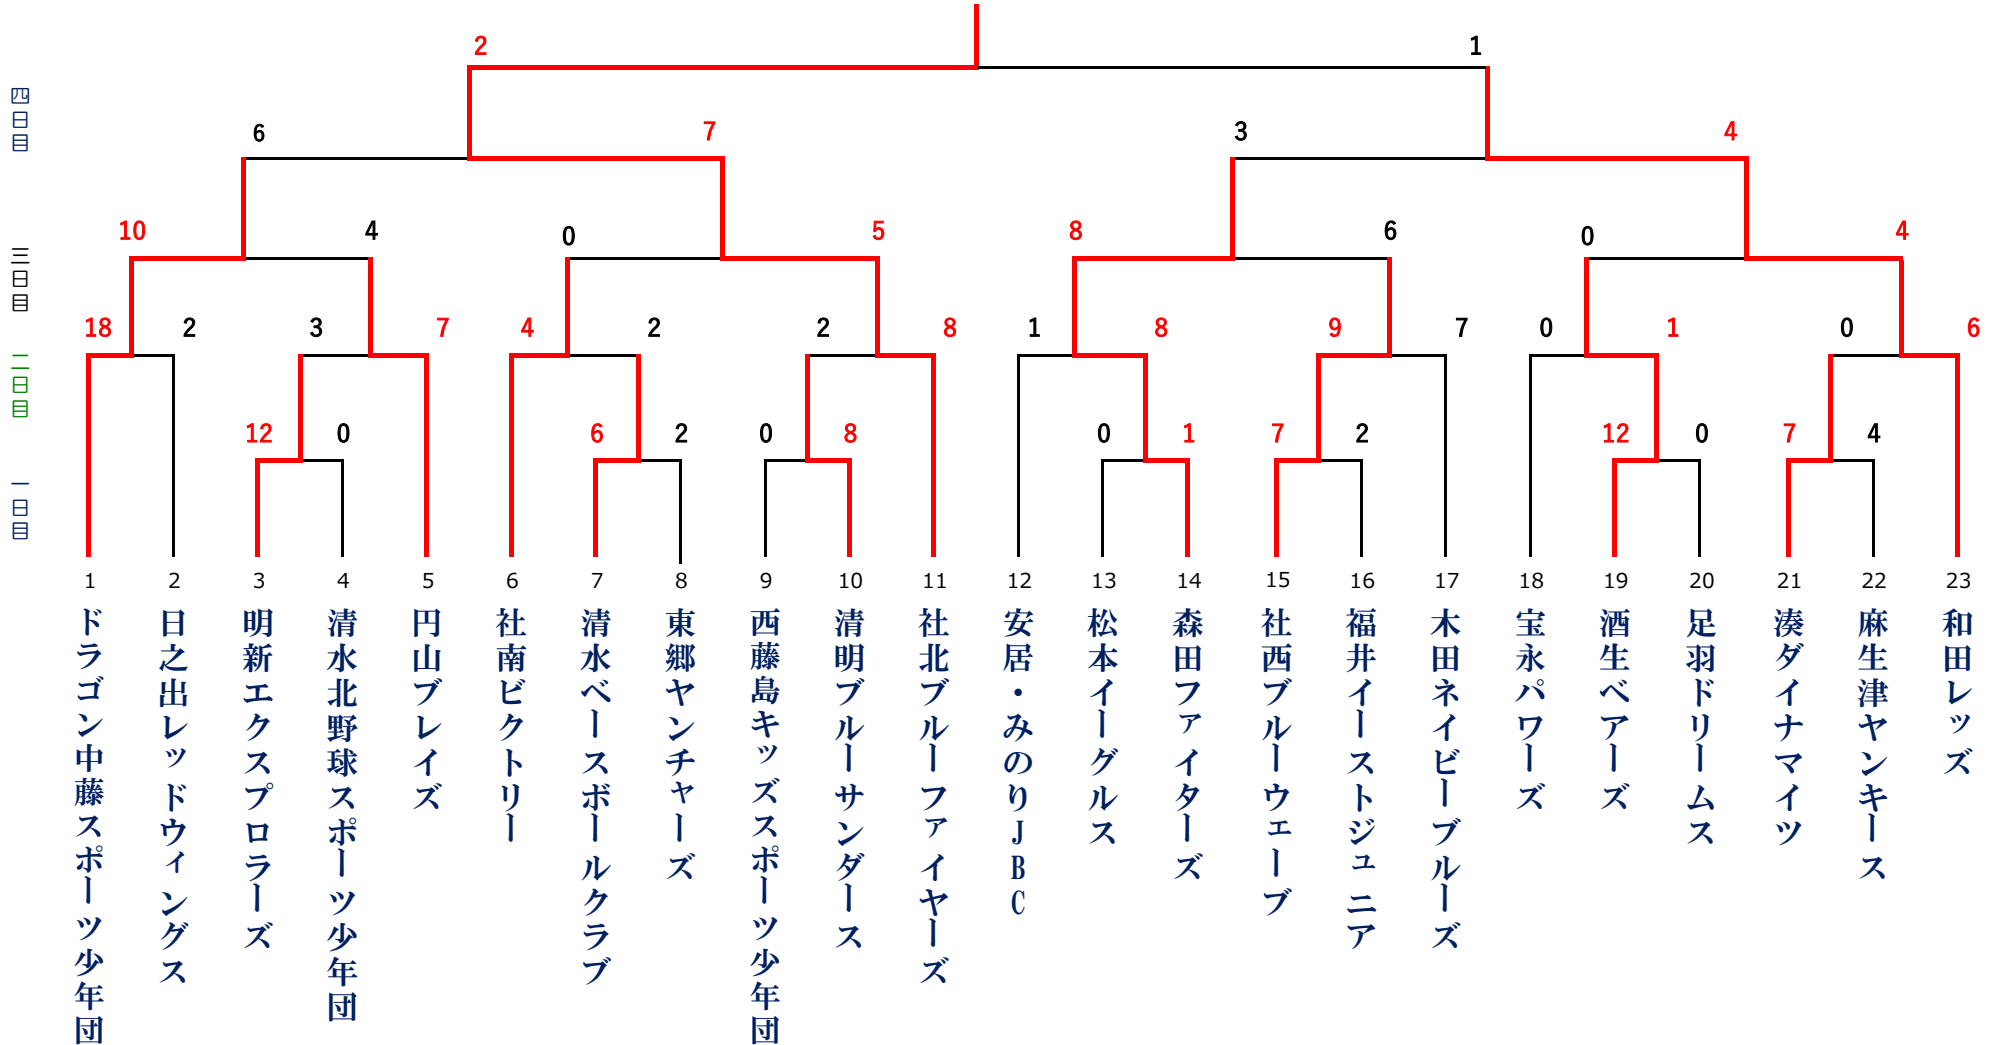 2
1
四日目
6
7
3
4
三日目
10
4
0
5
8
6
0
4
二日目
18
2
3
7
4
2
2
8
1
8
9
7
0
1
0
6
一日目
12
0
6
2
0
8
0
1
7
2
12
0
7
4
1
2
3
4
5
6
7
8
9
10
11
12
13
14
15
16
17
18
19
20
21
22
23
ドラゴン中藤スポーツ少年団
日之出レッドウィングス
明新エクスプロラーズ
清水北野球スポーツ少年団
円山ブレイズ
社南ビクトリー
清水ベースボールクラブ
東郷ヤンチャーズ
西藤島キッズスポーツ少年団
清明ブルーサンダース
社北ブルーファイヤーズ
安居・みのりJBC
松本イーグルス
森田ファイターズ
社西ブルーウェーブ
福井イーストジュニア
木田ネイビーブルーズ
宝永パワーズ
酒生ベアーズ
足羽ドリームス
湊ダイナマイツ
麻生津ヤンキース
和田レッズ